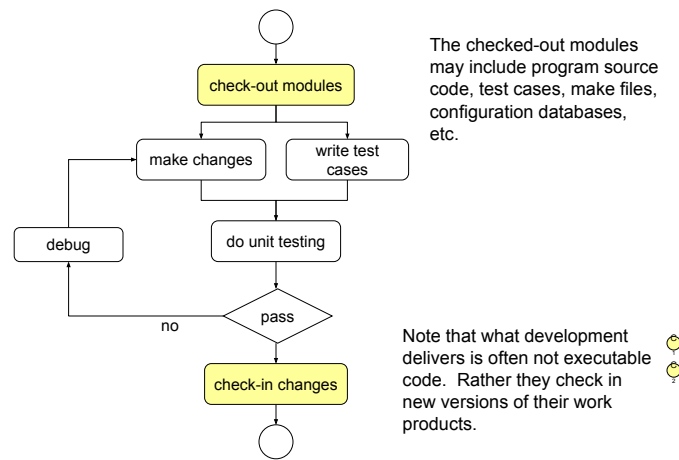 check-out modules
The checked-out modules
may include program source
code, test cases, make files,
configuration databases,
etc.
make changes
write test
cases
debug
do unit testing
pass
no
check-in changes
Note that what development
delivers is often not executable
code. Rather they check in
new versions of their work
products.
1
2